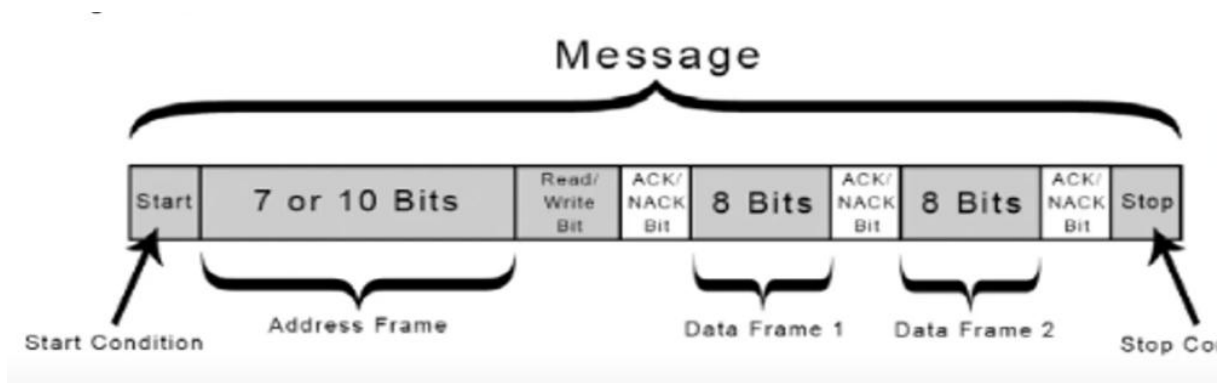 Message
Start
7 or 10 Bits
Read/
Write
Bit
ACK/
NACK
Bit
8 Bits
ACK/
NACK
Bit
8 Bits
ACK/
NACK
Bit
Stop
Start Condition
Address Frame
Data Frame 1
Data Frame 2
Stop